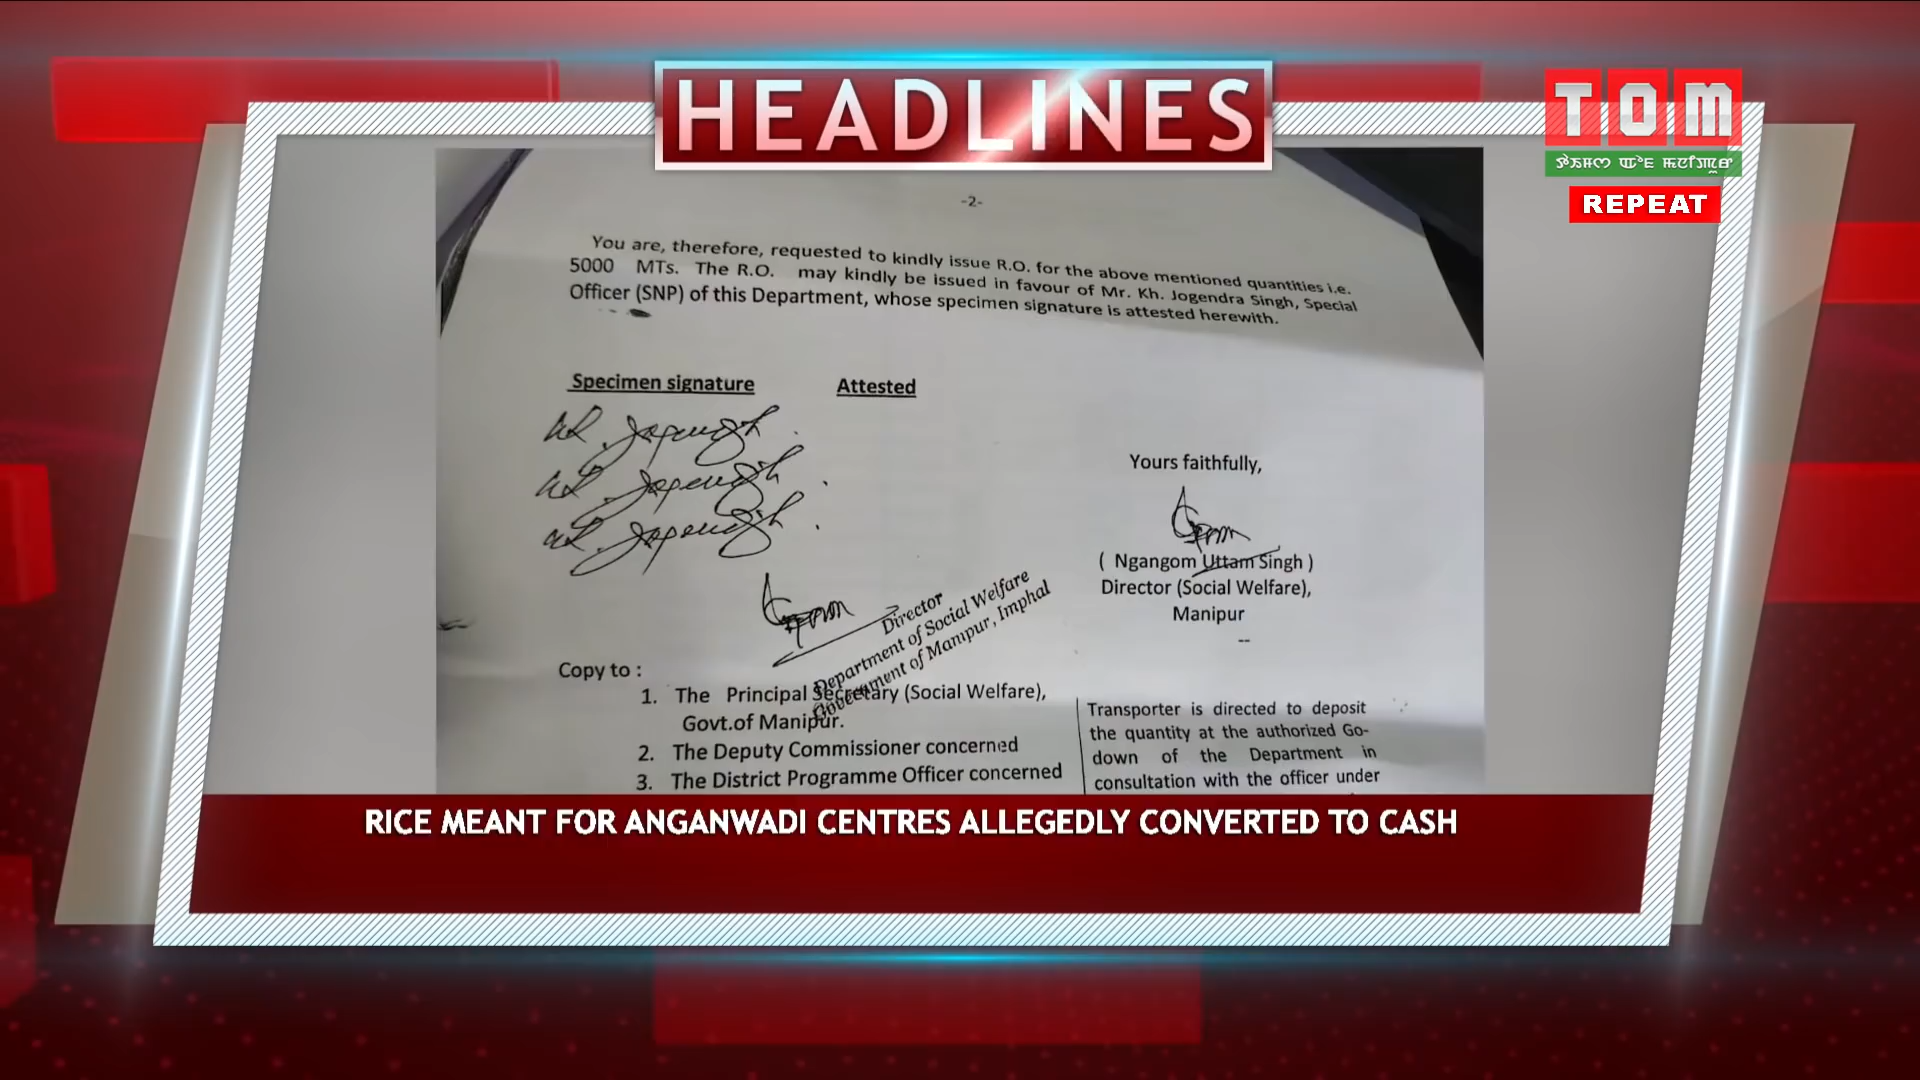 HEADLINES
TOM
REPEAT
-2-
You are, therefore, requested to kindly issue R.O. for the above mentioned quantities i.e.
5000 MTs. The R.O. may kindly be issued in favour of Mr. Kh. Jogendra Singh, Special
Officer (SNP) of this Department, whose specimen signature is attested herewith.
Specimen signature Attested
Yours faithfully,
( Ngangom Uttam Singh )
Director (Social Welfare),
Manipur
--
Director
Department of Social Welfare
Government of Manipur, Imphal
Copy to :
1. The Principal Secretary (Social Welfare),
Govt.of Manipur.
2. The Deputy Commissioner concerned
3. The District Programme Officer concerned
Transporter is directed to deposit
the quantity at the authorized Go-
down of the Department in
consultation with the officer under
RICE MEANT FOR ANGANWADI CENTRES ALLEGEDLY CONVERTED TO CASH